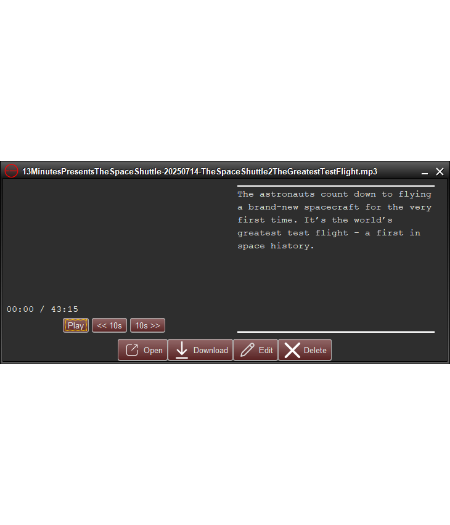 13MinutesPresentsTheSpaceShuttle-20250714-TheSpaceShuttle2TheGreatestTestFlight.mp3
The astronauts count down to flying
a brand-new spacecraft for the very
first time. It's the world's
greatest test flight – a first in
space history.
00:00 / 43:15
Play << 10s 10s >>
Open Download Edit Delete